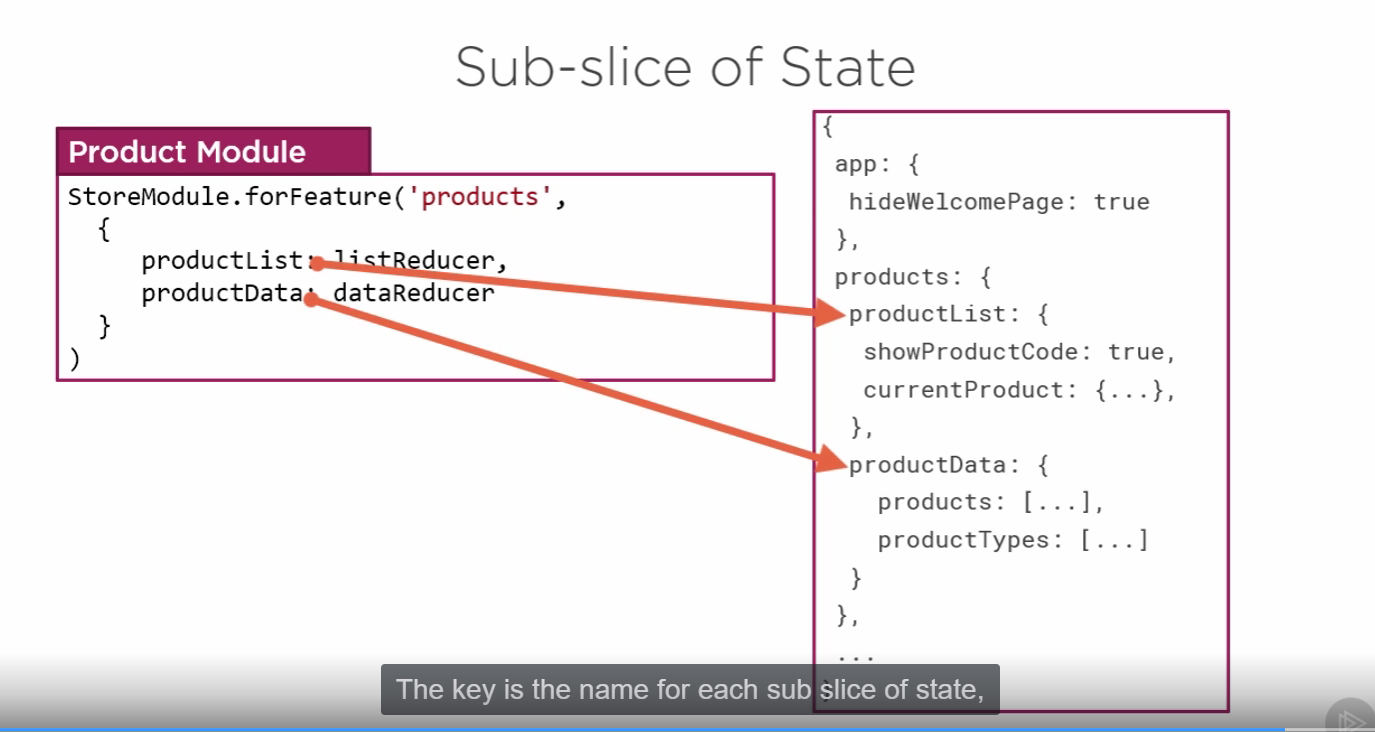 Sub-slice of State
Product Module
StoreModule.forFeature('products',
{
productList: listReducer,
productData: dataReducer
}
)
{
app: {
hideWelcomePage: true
},
products: {
productList: {
showProductCode: true,
currentProduct: {...},
},
productData: {
products: [...],
productTypes: [...]
}
},
...
}
The key is the name for each sub slice of state,